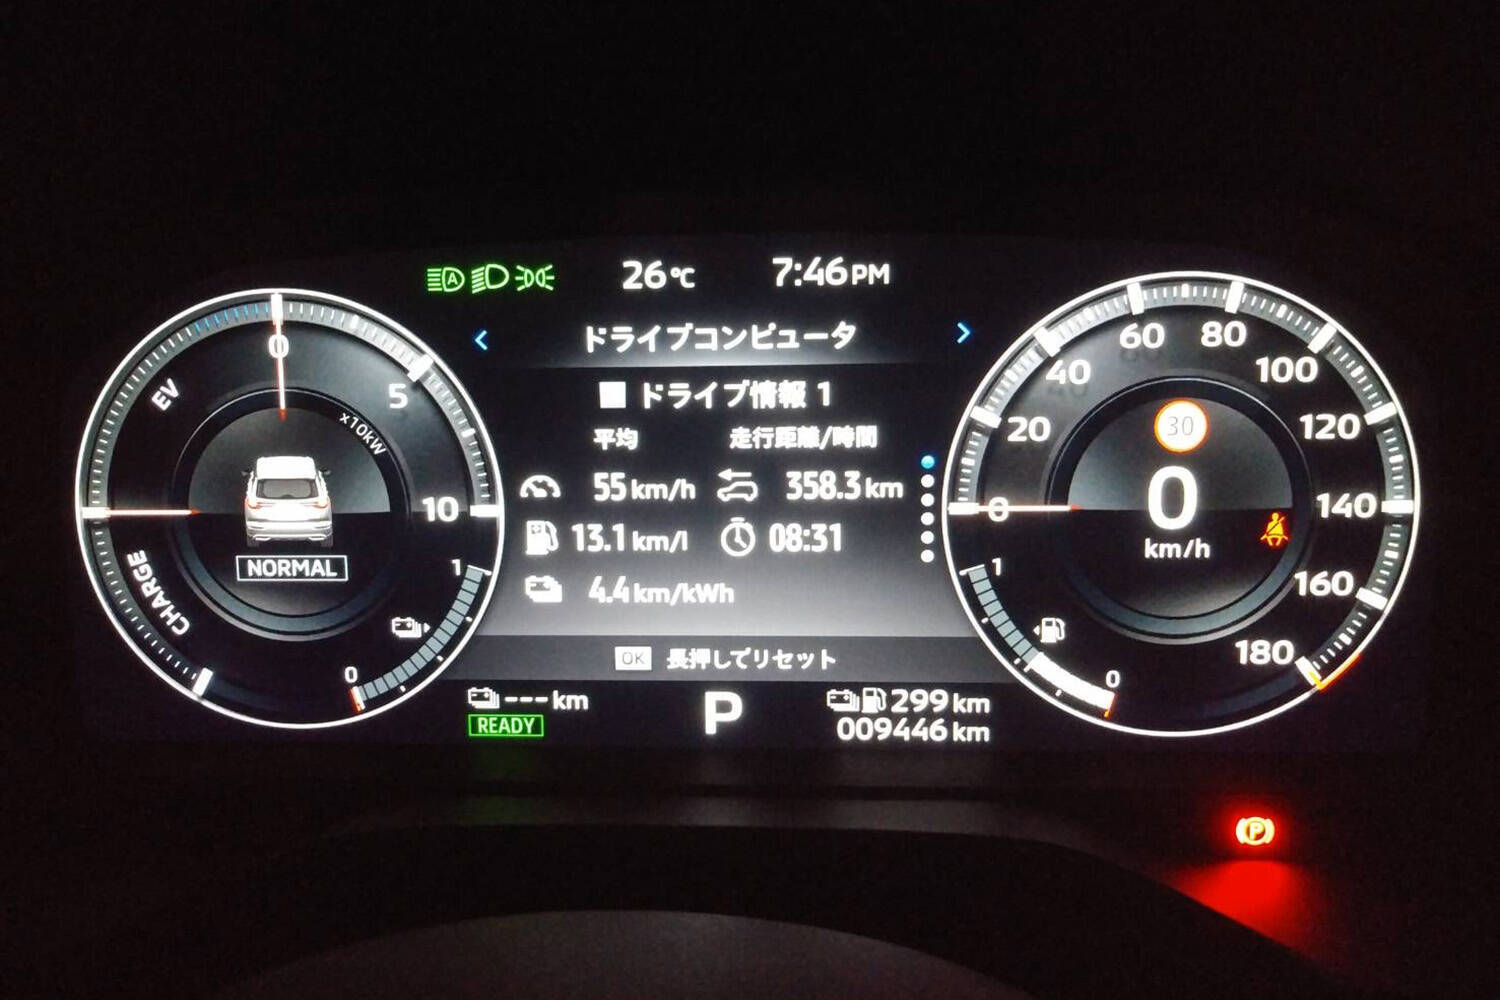 26℃ 7:46PM
ドライブコンピュータ
ドライブ情報 1
平均 走行距離/時間
55km/h 358.3km
13.1km/l 08:31
4.4km/kWh
OK 長押しでリセット
---km P 299km
READY 009446km
EV
0
5
x10kW
10
CHARGE
NORMAL
1
0
0
20
40
60
80
100
120
140
160
180
30
0
km/h
1
0
A
P